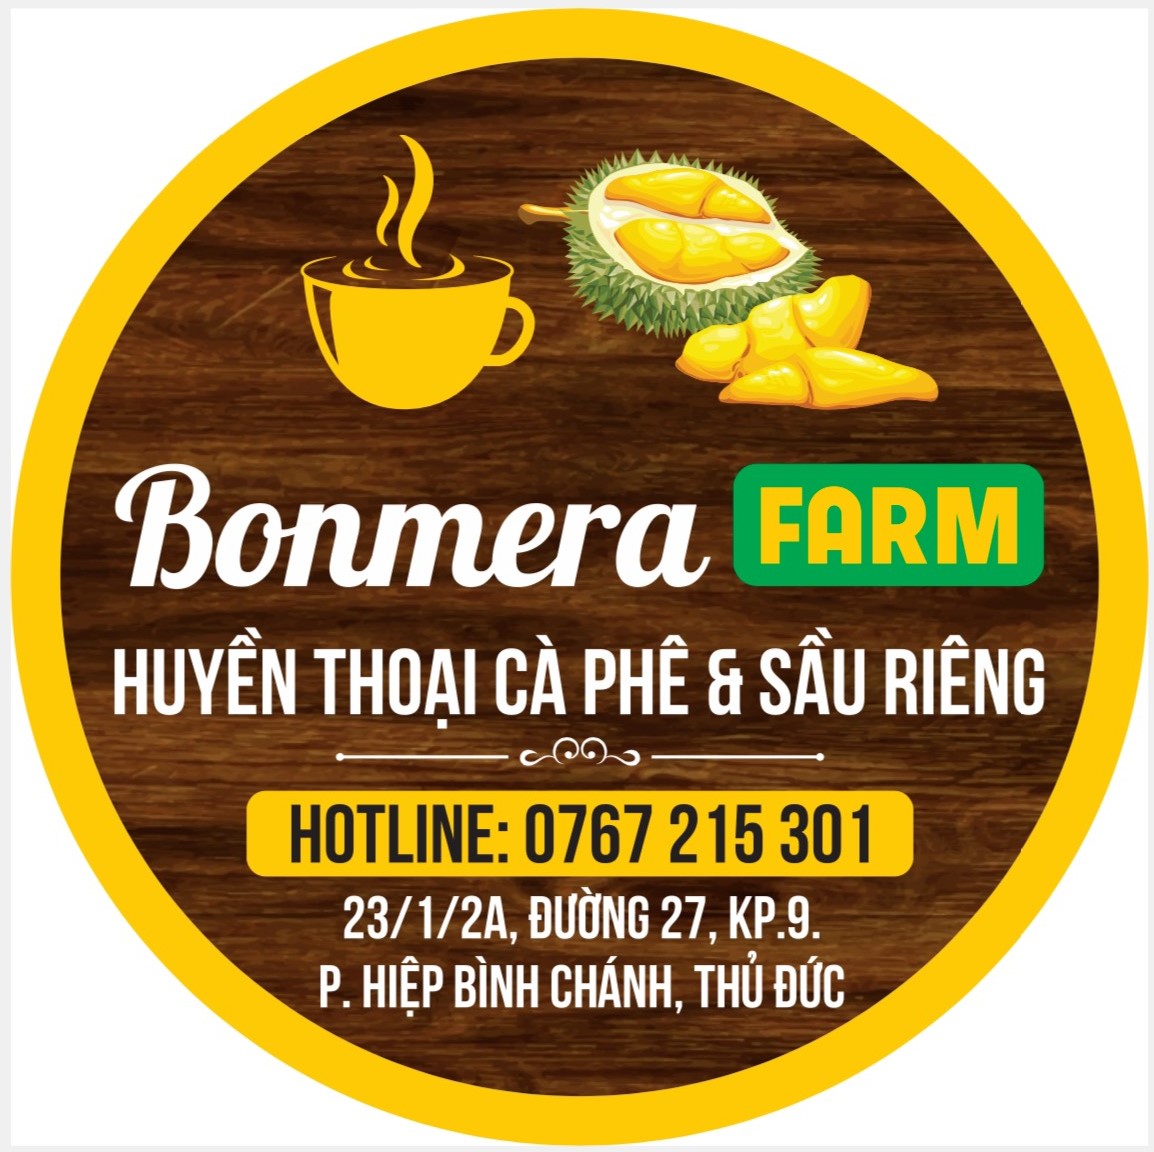 Bonmera FARM
HUYỀN THOẠI CÀ PHÊ & SẦU RIÊNG
HOTLINE: 0767 215 301
23/1/2A, ĐƯỜNG 27, KP.9.
P. HIỆP BÌNH CHÁNH, THỦ ĐỨC